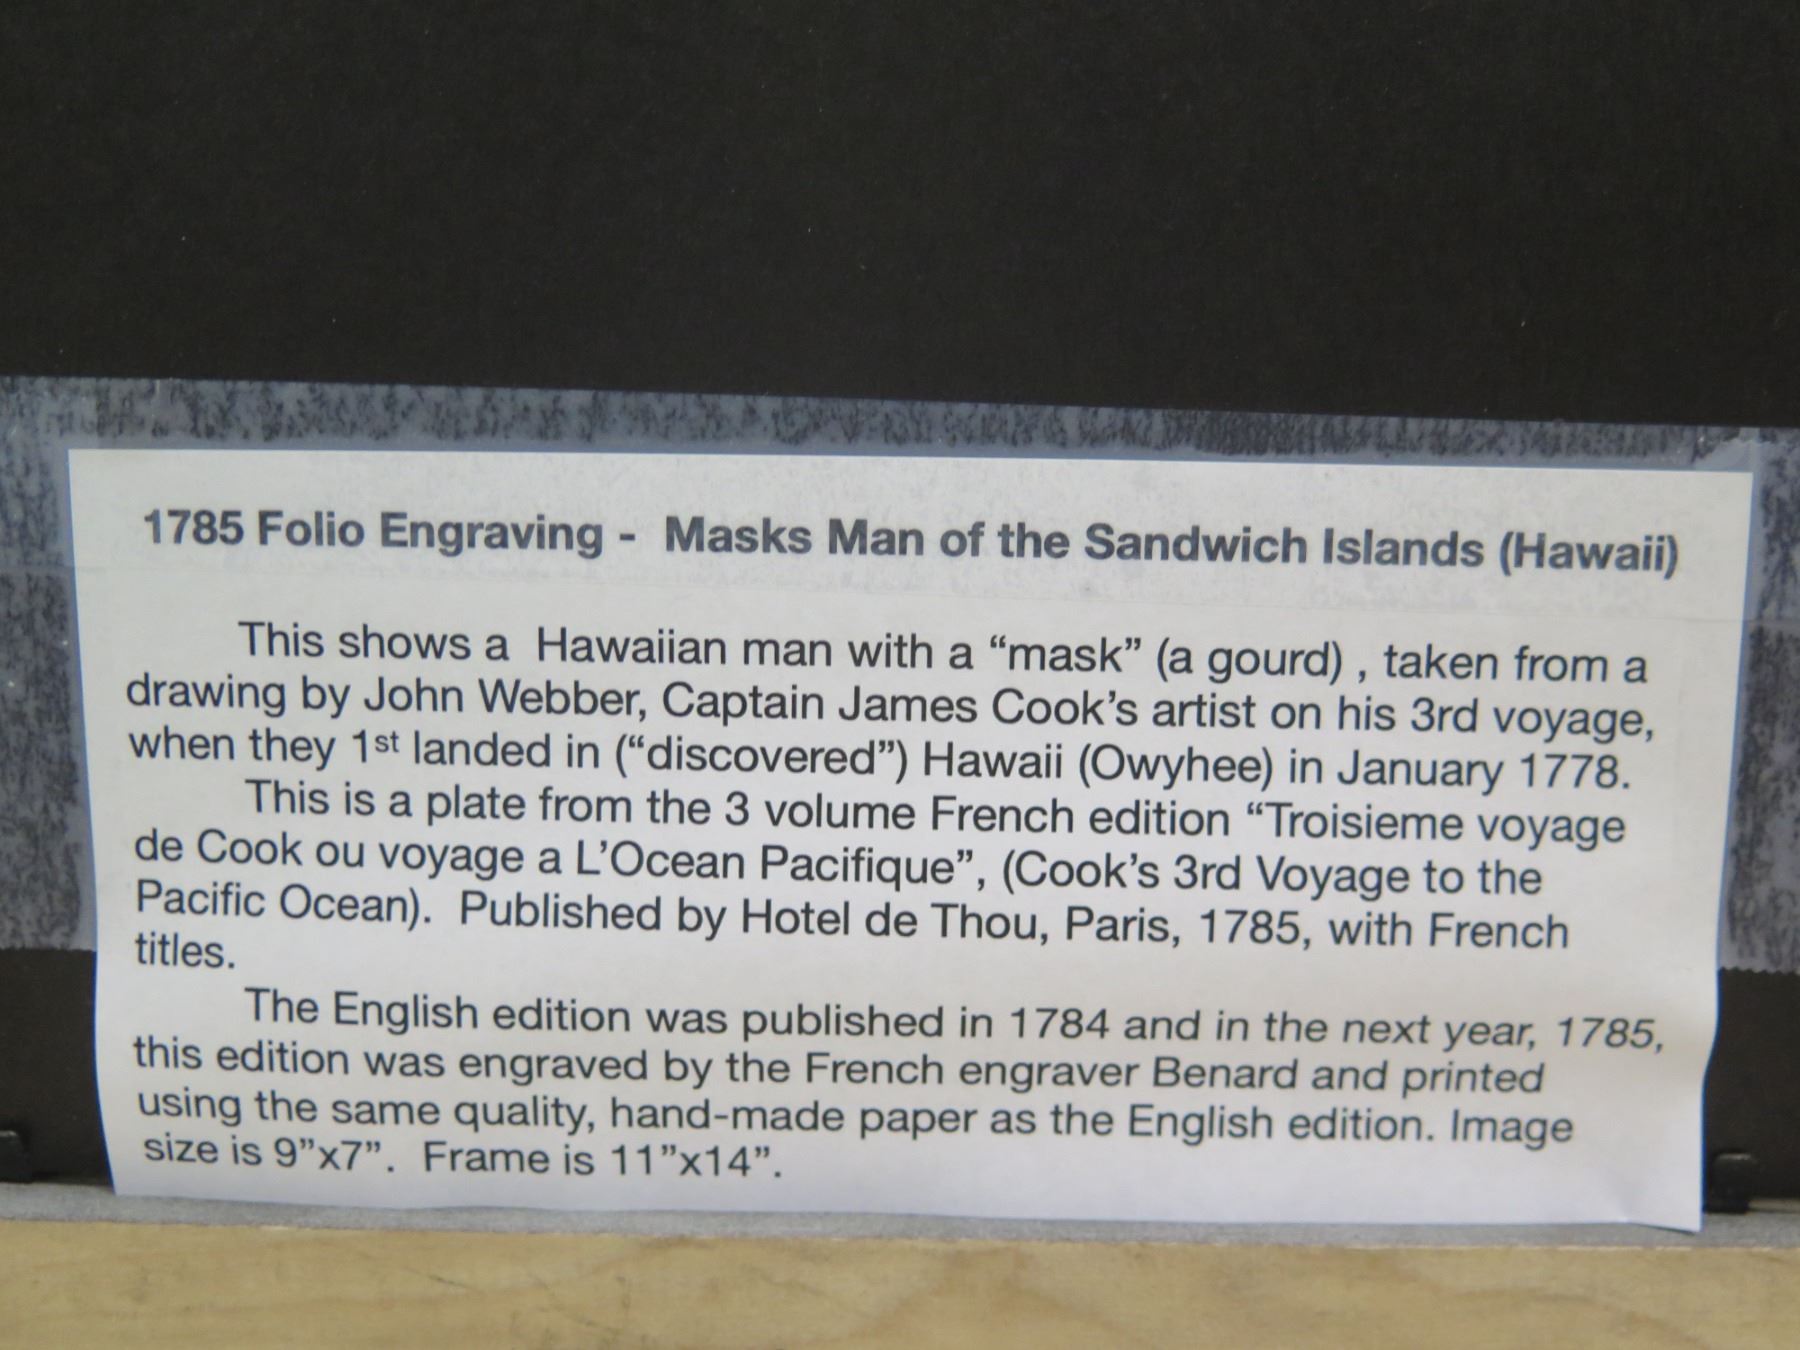 1785 Folio Engraving -  Masks Man of the Sandwich Islands (Hawaii)
This shows a  Hawaiian man with a “mask” (a gourd) , taken from a
drawing by John Webber, Captain James Cook’s artist on his 3rd voyage,
when they 1st landed in (“discovered”) Hawaii (Owyhee) in January 1778.
This is a plate from the 3 volume French edition “Troisieme voyage
de Cook ou voyage a L’Ocean Pacifique”, (Cook’s 3rd Voyage to the
Pacific Ocean).  Published by Hotel de Thou, Paris, 1785, with French
titles.
The English edition was published in 1784 and in the next year, 1785,
this edition was engraved by the French engraver Benard and printed
using the same quality, hand-made paper as the English edition. Image
size is 9”x7”.  Frame is 11”x14”.